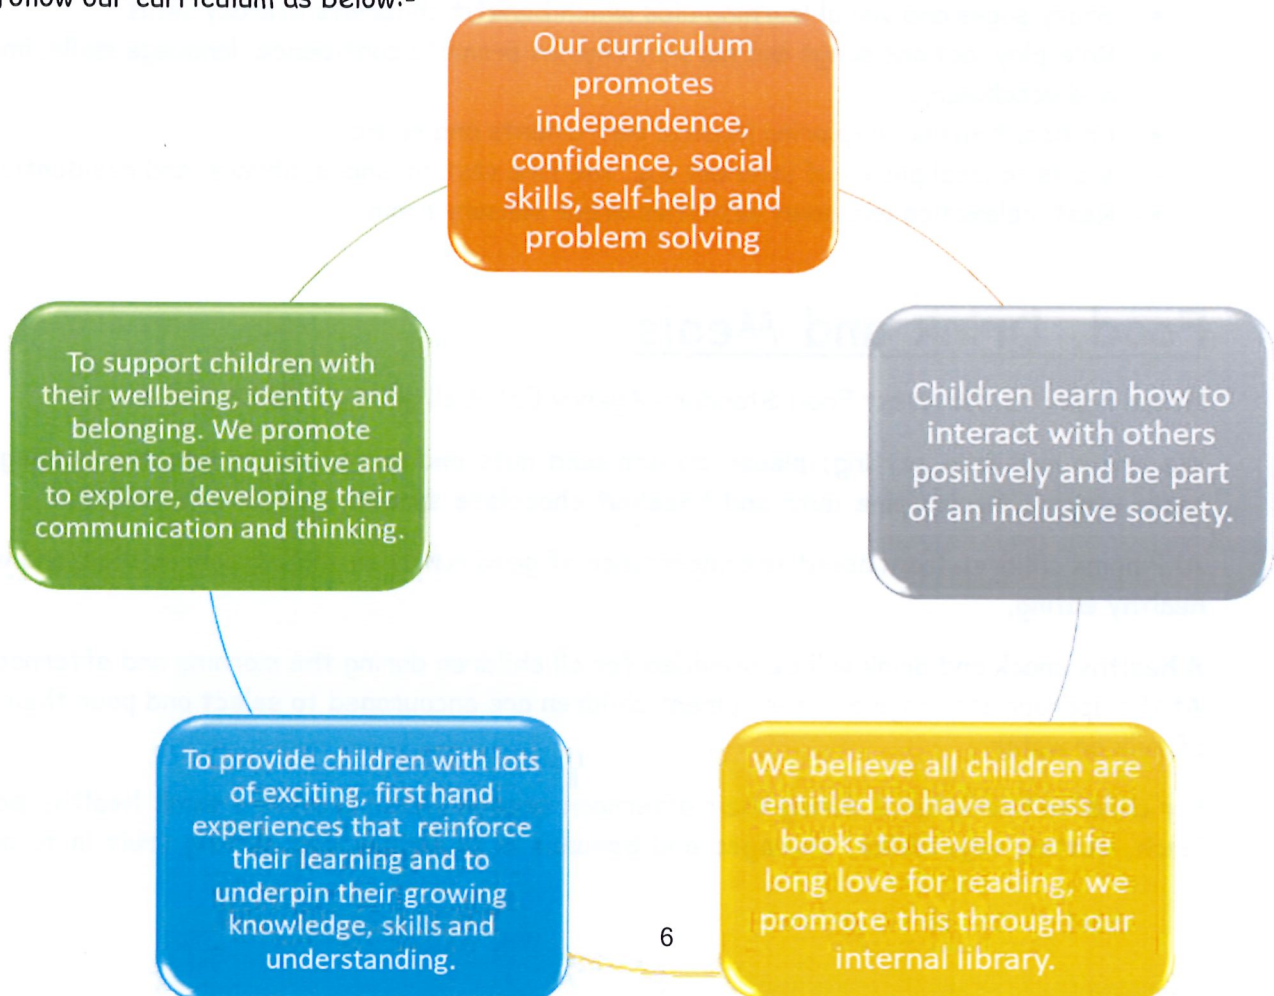 follow our curriculum as below:-
Our curriculum
promotes
independence,
confidence, social
skills, self-help and
problem solving
Children learn how to
interact with others
positively and be part
of an inclusive society.
We believe all children are
entitled to have access to
books to develop a life
long love for reading, we
promote this through our
internal library.
To provide children with lots
of exciting, first hand
experiences that reinforce
their learning and to
underpin their growing
knowledge, skills and
understanding.
To support children with
their wellbeing, identity and
belonging. We promote
children to be inquisitive and
to explore, developing their
communication and thinking.
6